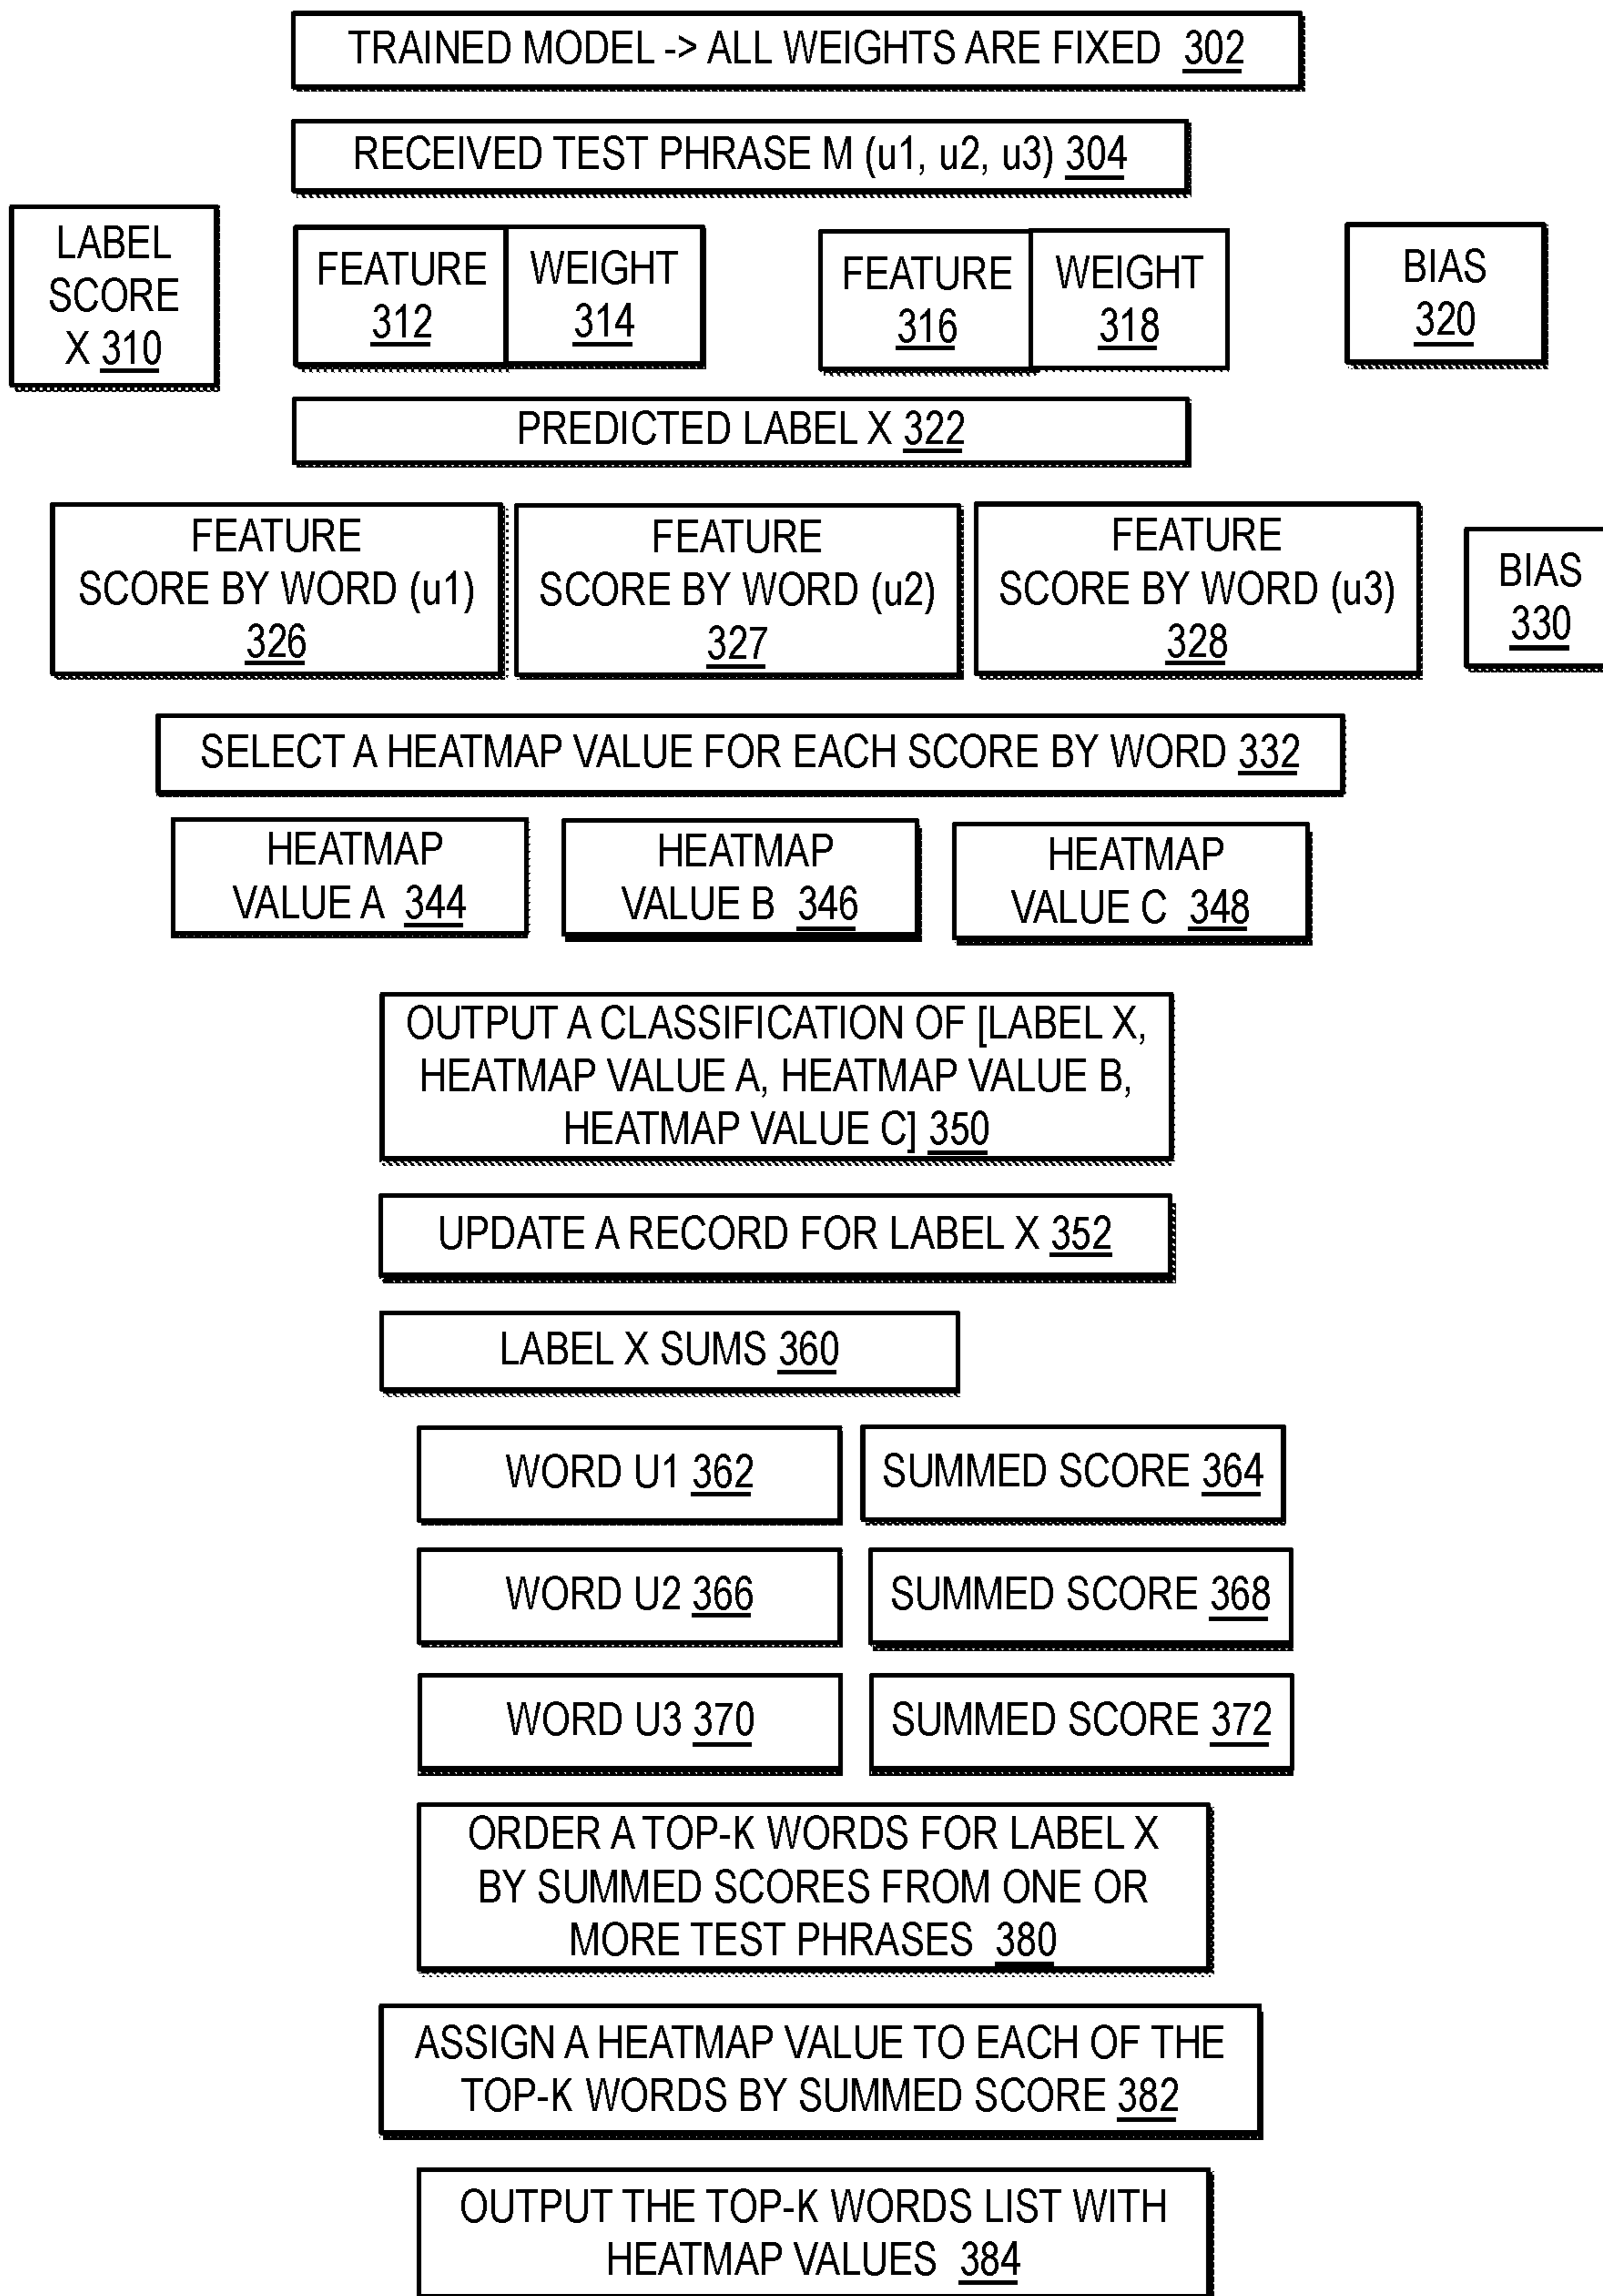 TRAINED MODEL -> ALL WEIGHTS ARE FIXED 302
RECEIVED TEST PHRASE M (u1, u2, u3) 304
LABEL
SCORE
X 310
FEATURE
312
WEIGHT
314
FEATURE
316
WEIGHT
318
BIAS
320
PREDICTED LABEL X 322
FEATURE
SCORE BY WORD (u1)
326
FEATURE
SCORE BY WORD (u2)
327
FEATURE
SCORE BY WORD (u3)
328
BIAS
330
SELECT A HEATMAP VALUE FOR EACH SCORE BY WORD 332
HEATMAP
VALUE A 344
HEATMAP
VALUE B 346
HEATMAP
VALUE C 348
OUTPUT A CLASSIFICATION OF [LABEL X,
HEATMAP VALUE A, HEATMAP VALUE B,
HEATMAP VALUE C] 350
UPDATE A RECORD FOR LABEL X 352
LABEL X SUMS 360
WORD U1 362
SUMMED SCORE 364
WORD U2 366
SUMMED SCORE 368
WORD U3 370
SUMMED SCORE 372
ORDER A TOP-K WORDS FOR LABEL X
BY SUMMED SCORES FROM ONE OR
MORE TEST PHRASES 380
ASSIGN A HEATMAP VALUE TO EACH OF THE
TOP-K WORDS BY SUMMED SCORE 382
OUTPUT THE TOP-K WORDS LIST WITH
HEATMAP VALUES 384